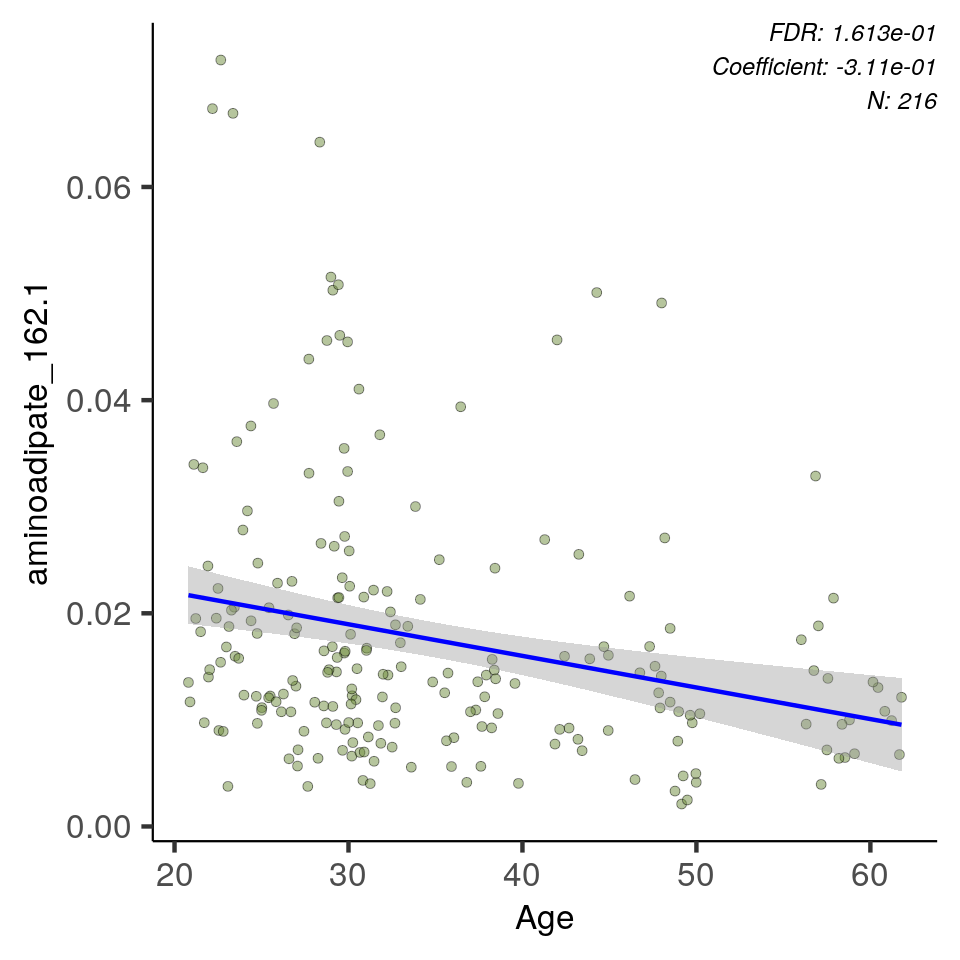 FDR: 1.613e-01
Coefficient: -3.11e-01
N: 216
aminoadipate_162.1
0.06
0.04
0.02
0.00
20 30 40 50 60
Age